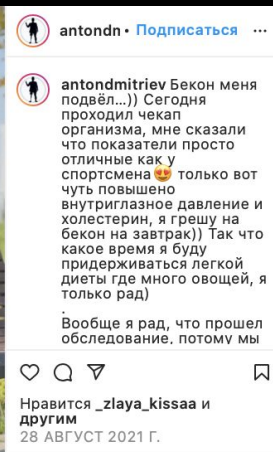 antondn • Подписаться ...
antondmitriev Бекон меня
подвёл...)) Сегодня
проходил чекап
организма, мне сказали
что показатели просто
отличные как у
спортсмена😍 только вот
чуть повышено
внутриглазное давление и
холестерин, я грешу на
бекон на завтрак)) Так что
какое время я буду
придерживаться легкой
диеты где много овощей, я
только рад)
.
Вообще я рад, что прошел
обследование, потому мы
Нравится _zlaya_kissaa и
другим
28 АВГУСТ 2021 Г.